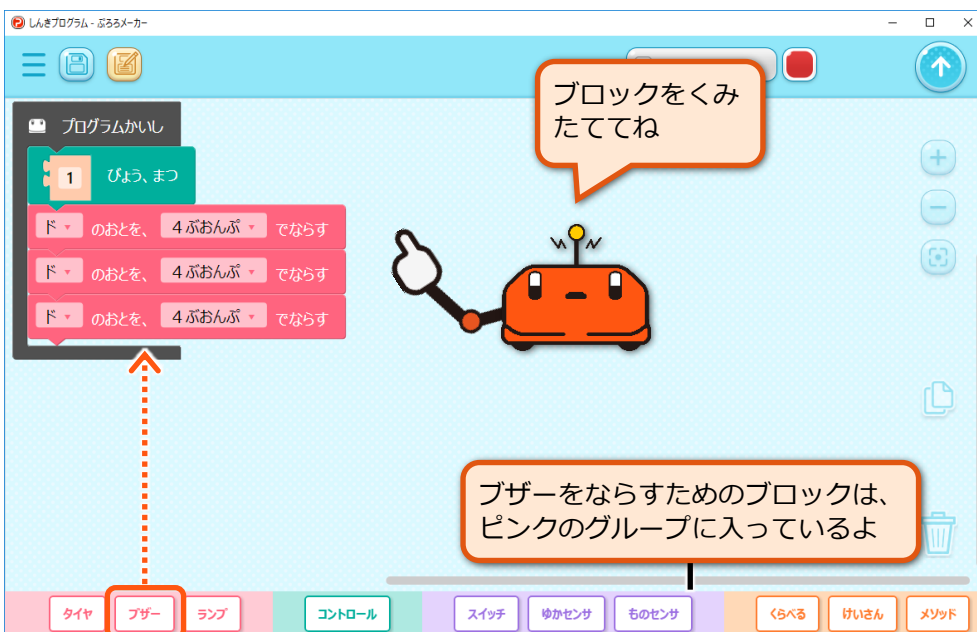 しんきプログラム - ぷろろメーカー
ブロックをくみ
たててね
プログラムかいし
1 びょう、まつ
ド のおとを、 4ぶおんぷ でならす
ド のおとを、 4ぶおんぷ でならす
ド のおとを、 4ぶおんぷ でならす
ブザーをならすためのブロックは、
ピンクのグループに入っているよ
タイヤ ブザー ランプ コントロール スイッチ ゆかセンサ ものセンサ くらべる けいさん メソッド